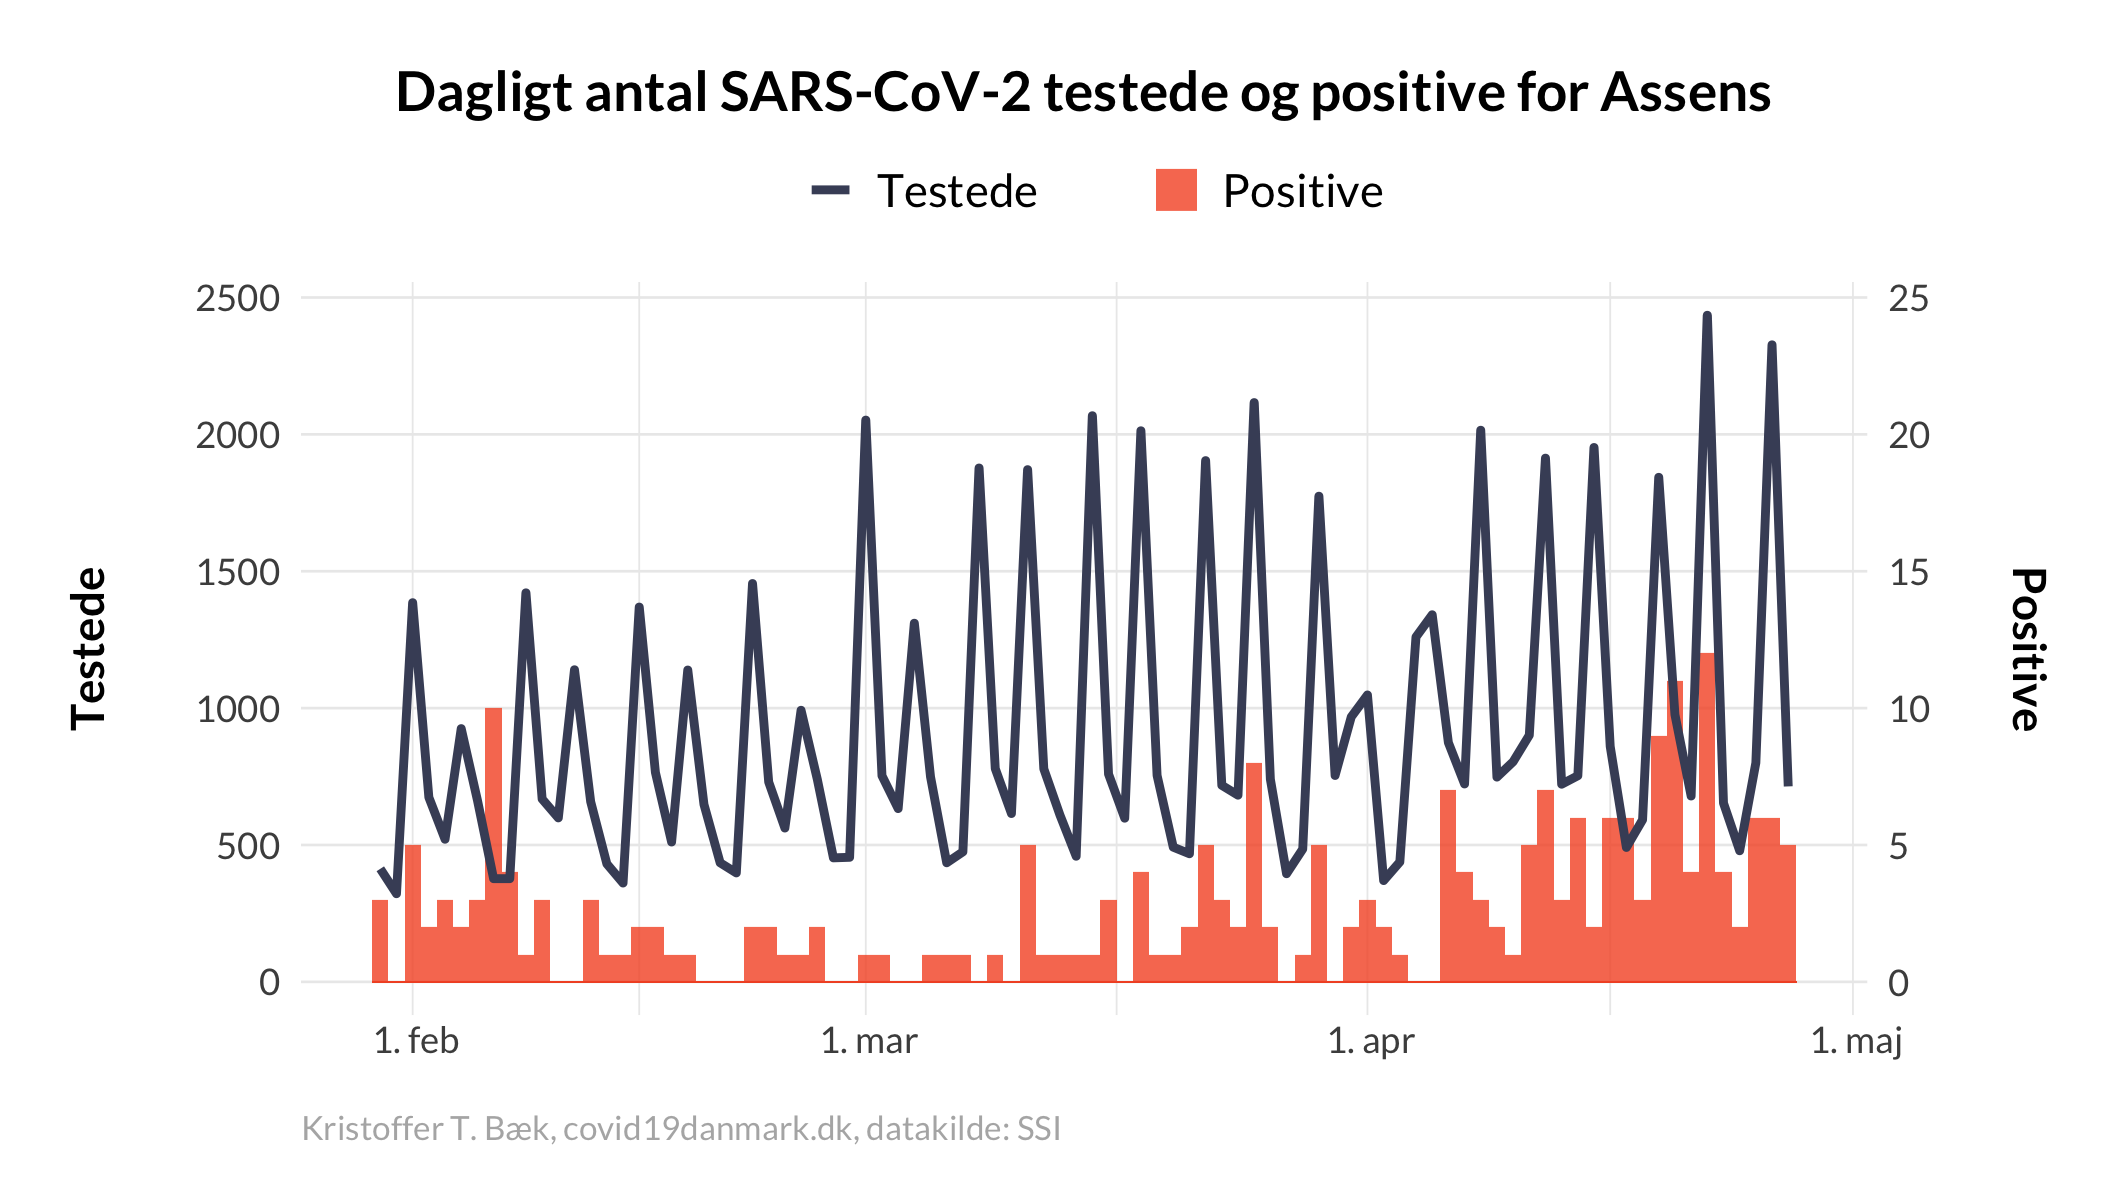 Dagligt antal SARS-CoV-2 testede og positive for Assens
Testede
Positive
2500
2000
1500
1000
500
0
25
20
15
10
5
0
Testede
Positive
1. feb
1. mar
1. apr
1. maj
Kristoffer T. Bæk, covid19danmark.dk, datakilde: SSI